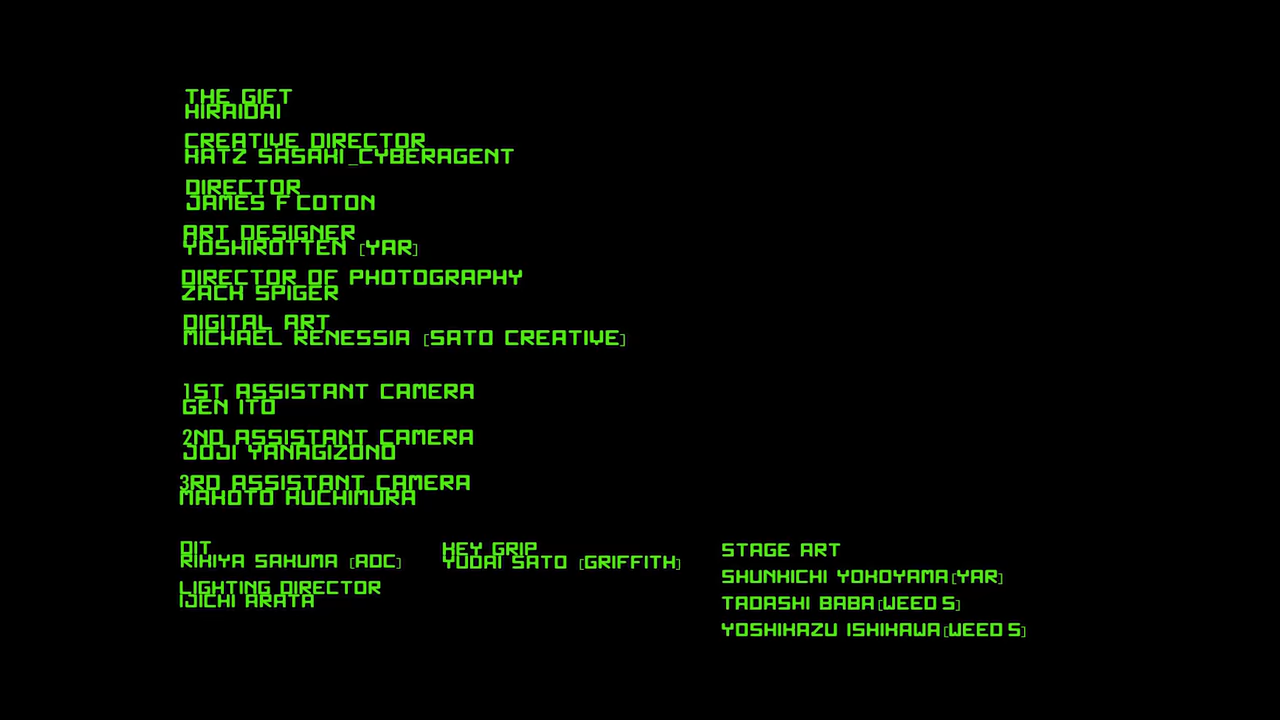 THE GIFT
HIRAIDAI
CREATIVE DIRECTOR
KATZ SASAKI_CYBERAGENT
DIRECTOR
JAMES F COTON
ART DESIGNER
YOSHIROTTEN [YAR]
DIRECTOR OF PHOTOGRAPHY
ZACH SPIGER
DIGITAL ART
MICHAEL RENESSIA [SATO CREATIVE]
1ST ASSISTANT CAMERA
GEN ITO
2ND ASSISTANT CAMERA
JOJI YANAGIZONO
3RD ASSISTANT CAMERA
MAKOTO KUCHIMURA
DIT
RIKIYA SAKUMA [ADC]
LIGHTING DIRECTOR
IJICHI ARATA
KEY GRIP
YUDAI SATO [GRIFFITH]
STAGE ART
SHUNKICHI YOKOYAMA[YAR]
TADASHI BABA[WEED S]
YOSHIKAZU ISHIKAWA[WEED S]